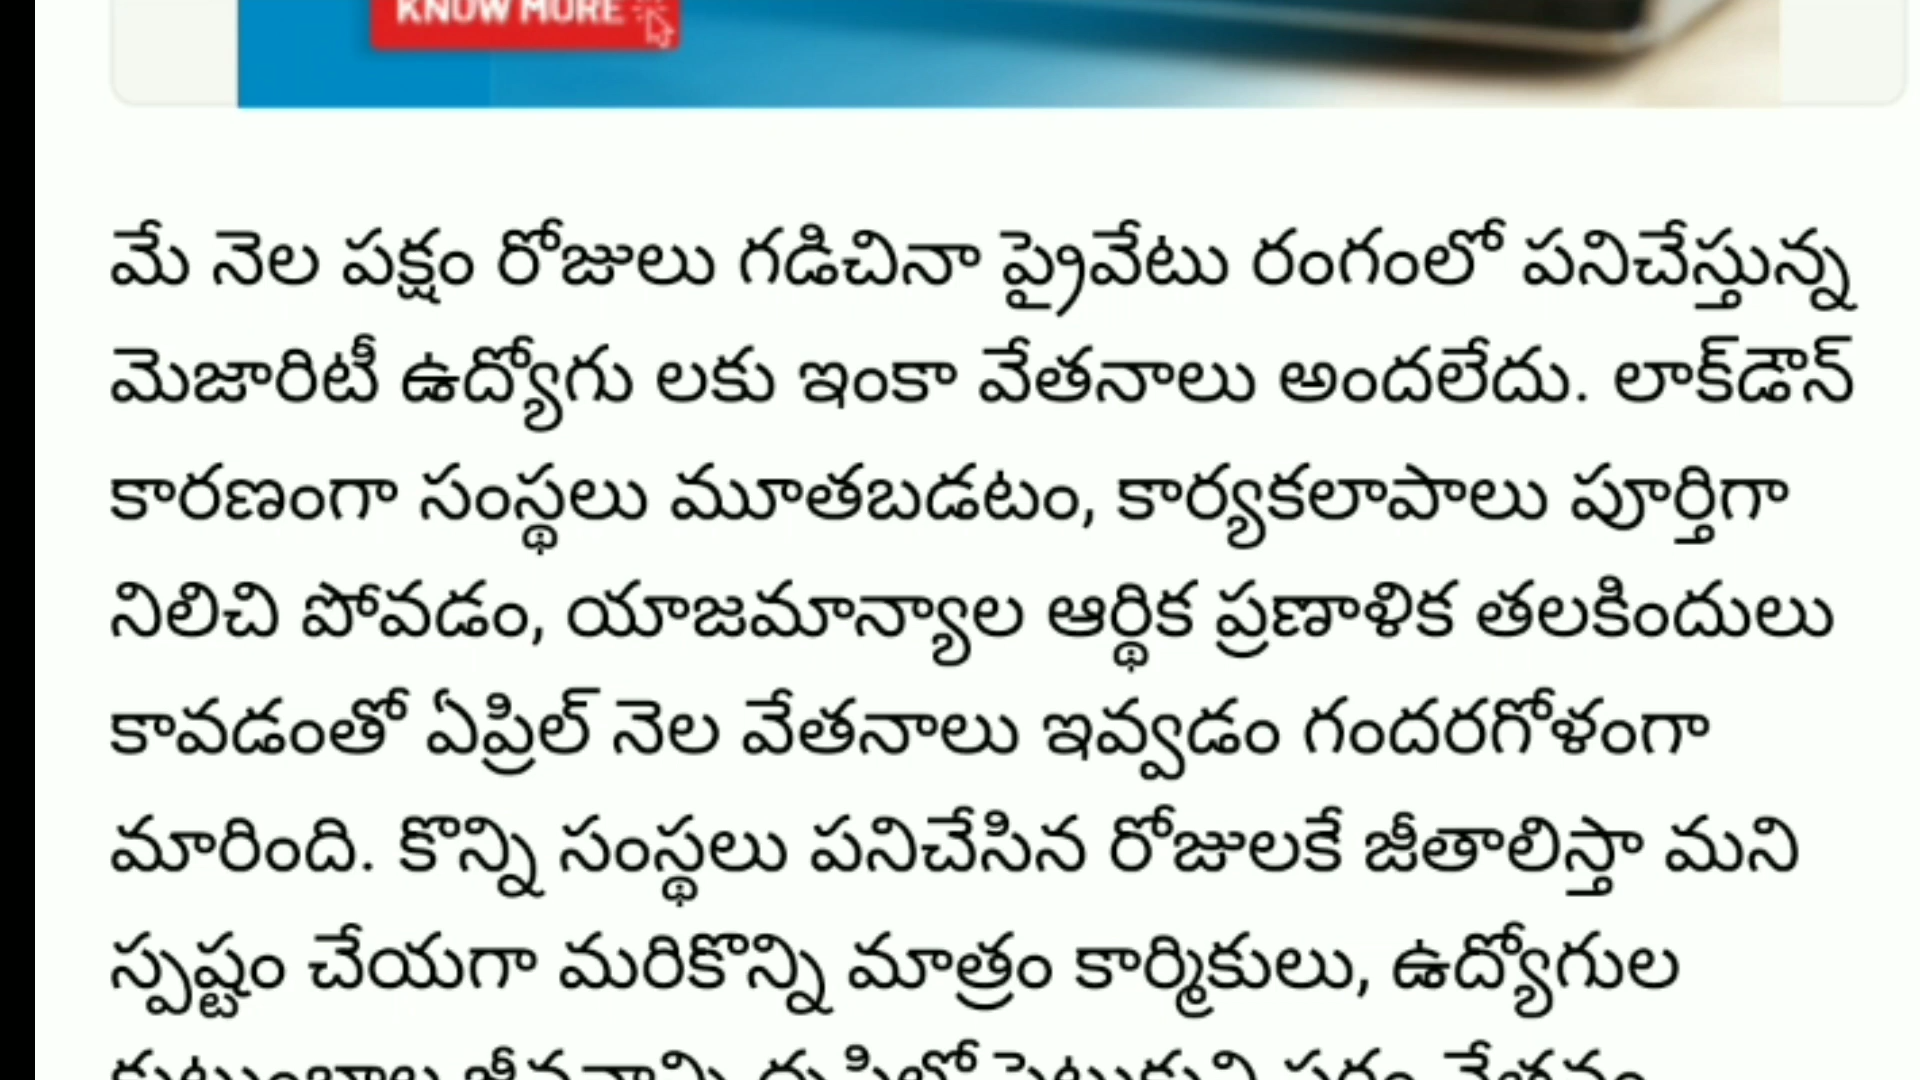 KNOW MORE
మే నెల పక్షం రోజులు గడిచినా ప్రైవేటు రంగంలో పనిచేస్తున్న
మెజారిటీ ఉద్యోగు లకు ఇంకా వేతనాలు అందలేదు. లాక్‌డౌన్
కారణంగా సంస్థలు మూతబడటం, కార్యకలాపాలు పూర్తిగా
నిలిచి పోవడం, యాజమాన్యాల ఆర్థిక ప్రణాళిక తలకిందులు
కావడంతో ఏప్రిల్ నెల వేతనాలు ఇవ్వడం గందరగోళంగా
మారింది. కొన్ని సంస్థలు పనిచేసిన రోజులకే జీతాలిస్తా మని
స్పష్టం చేయగా మరికొన్ని మాత్రం కార్మికులు, ఉద్యోగుల